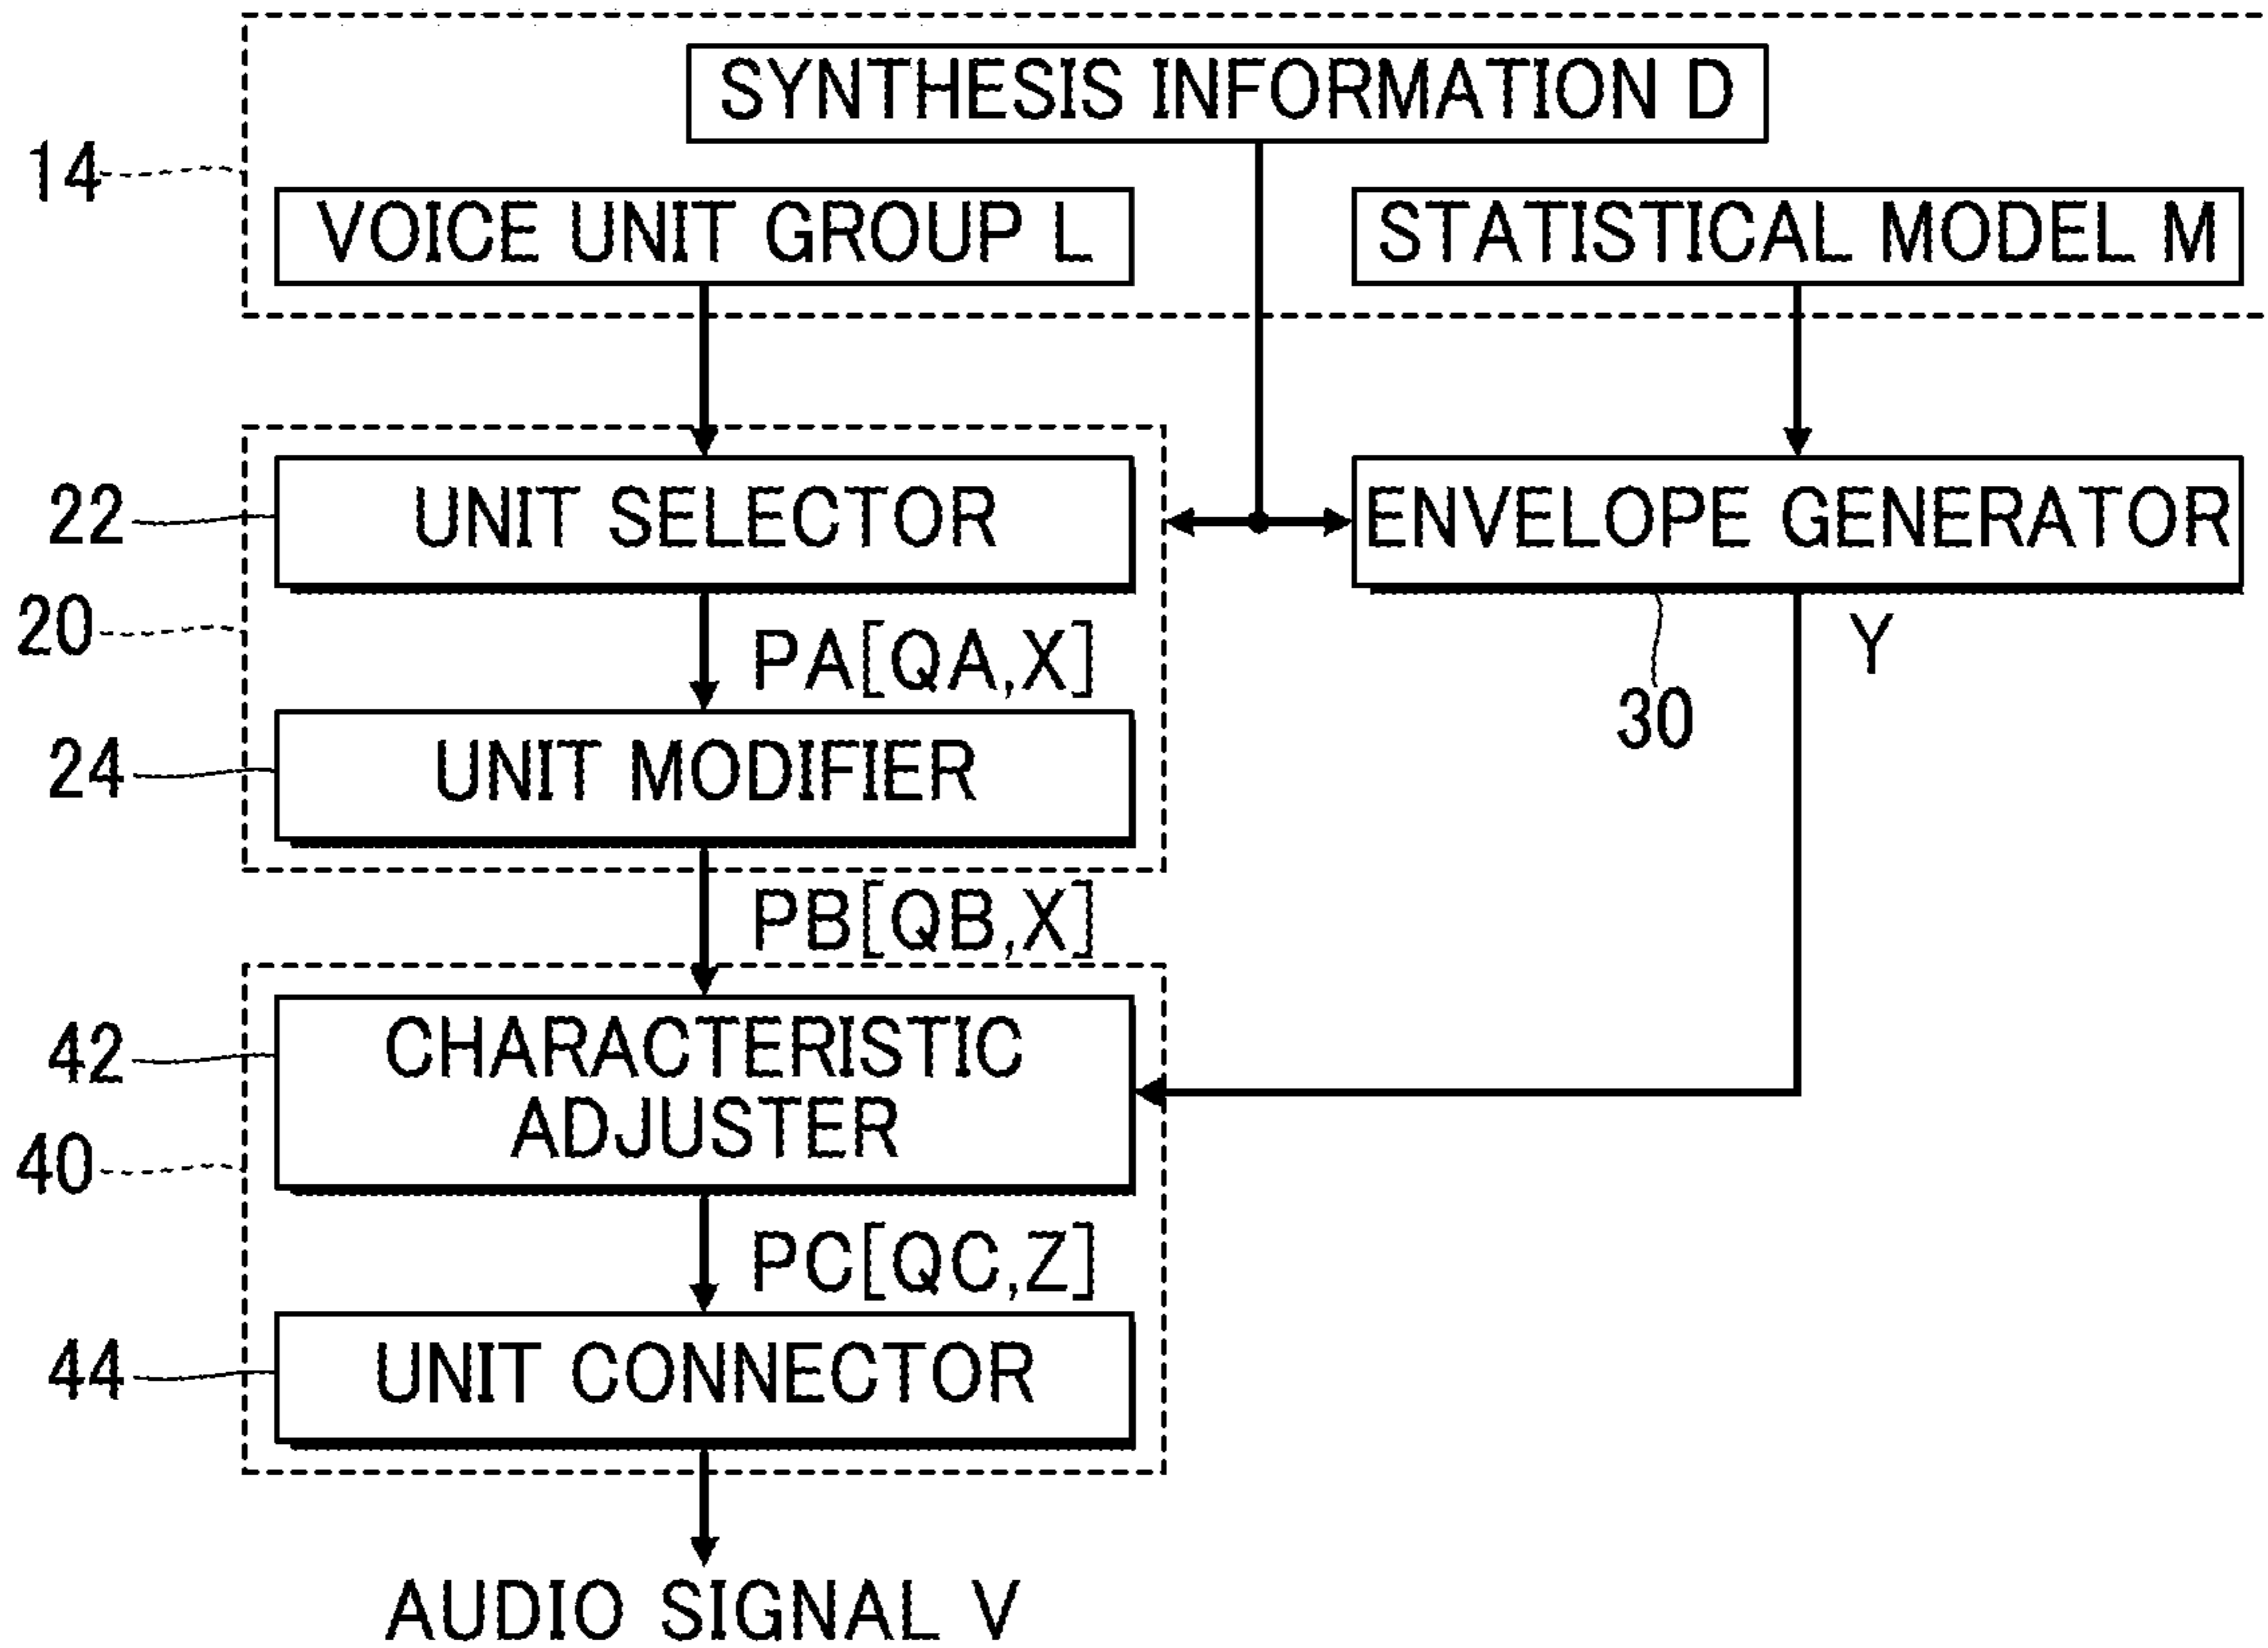 SYNTHESIS INFORMATION D
14
VOICE UNIT GROUP L
STATISTICAL MODEL M
22
UNIT SELECTOR
ENVELOPE GENERATOR
20
PA[QA,X]
Y
30
24
UNIT MODIFIER
PB[QB,X]
42
CHARACTERISTIC
ADJUSTER
40
PC[QC,Z]
44
UNIT CONNECTOR
AUDIO SIGNAL V